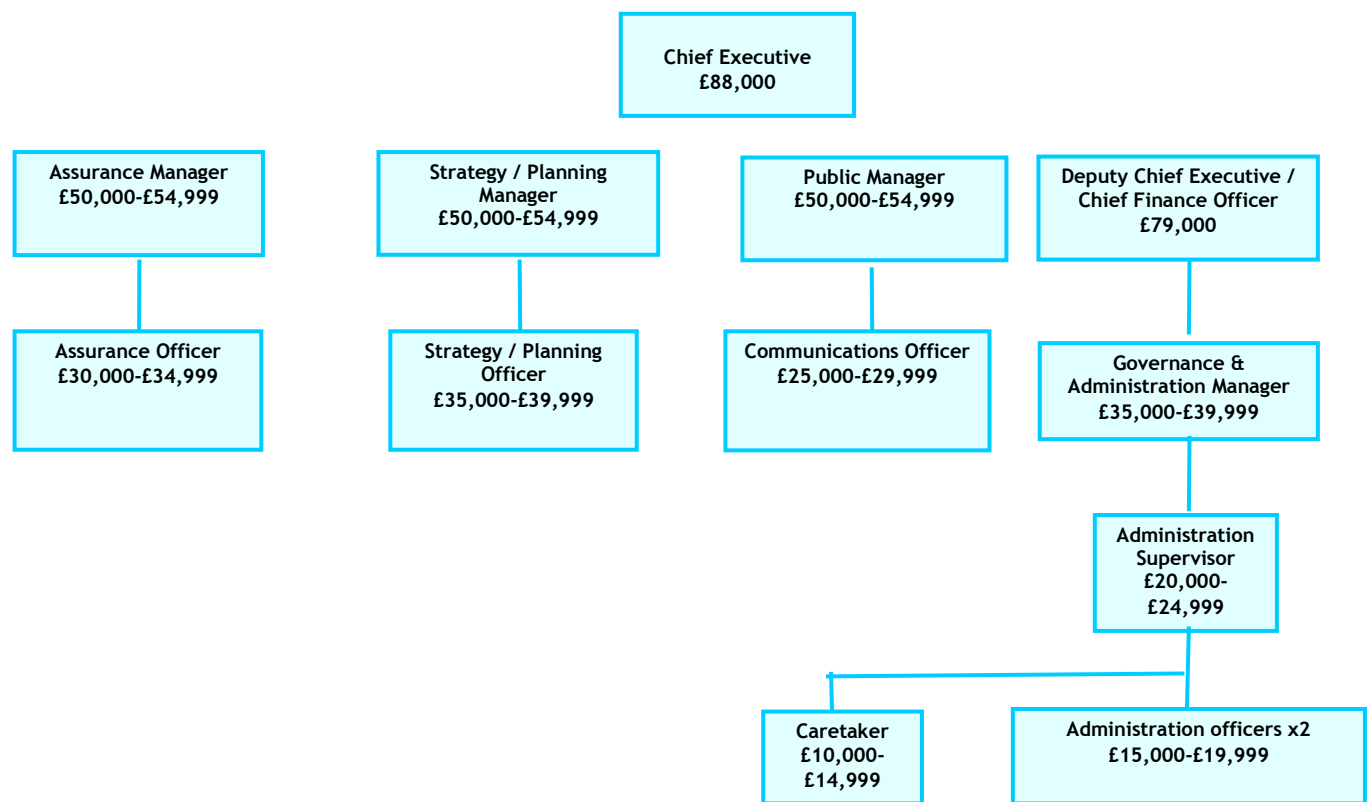 Chief Executive
£88,000
Assurance Manager
£50,000-£54,999
Strategy / Planning
Manager
£50,000-£54,999
Public Manager
£50,000-£54,999
Deputy Chief Executive /
Chief Finance Officer
£79,000
Assurance Officer
£30,000-£34,999
Strategy / Planning
Officer
£35,000-£39,999
Communications Officer
£25,000-£29,999
Governance &
Administration Manager
£35,000-£39,999
Administration
Supervisor
£20,000-
£24,999
Caretaker
£10,000-
£14,999
Administration officers x2
£15,000-£19,999